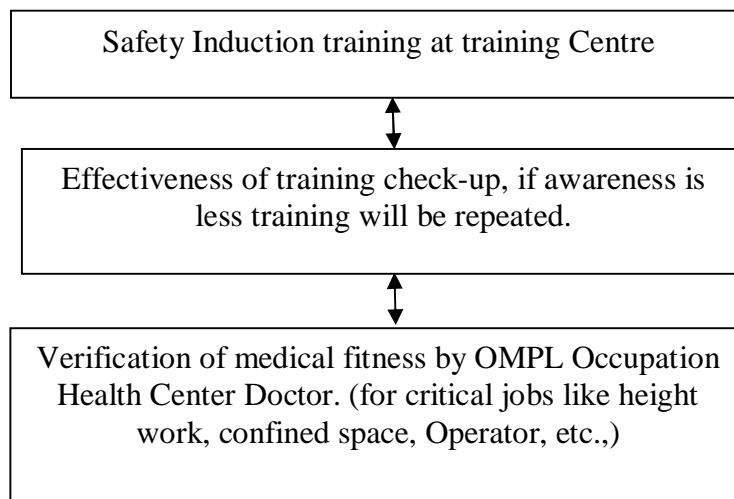 Safety Induction training at training Centre
Effectiveness of training check-up, if awareness is
less training will be repeated.
Verification of medical fitness by OMPL Occupation
Health Center Doctor. (for critical jobs like height
work, confined space, Operator, etc.,)